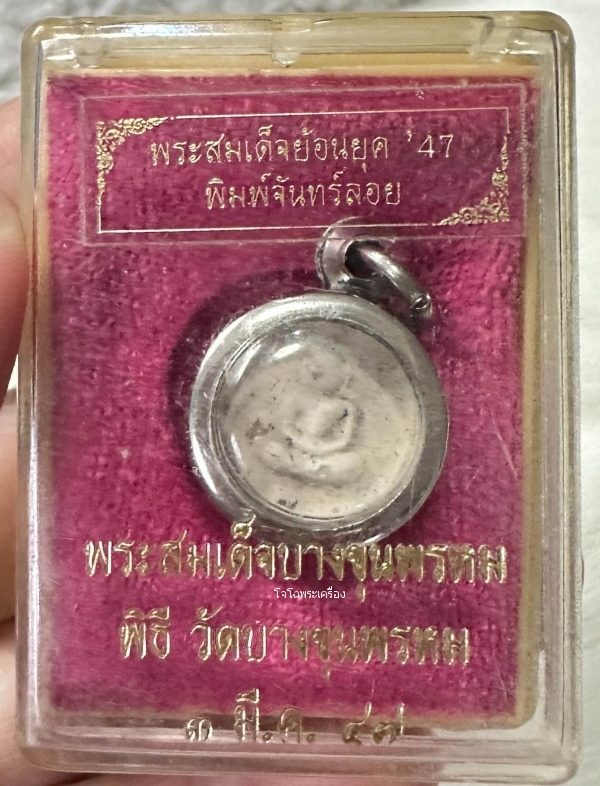 พระสมเด็จย้อนยุค '47
พิมพ์จันทร์ลอย
พระสมเด็จบางขุนพรหม
โจโฉพระเครื่อง
พิธี วัดบางขุนพรหม
๓ มี.ค. ๔๗